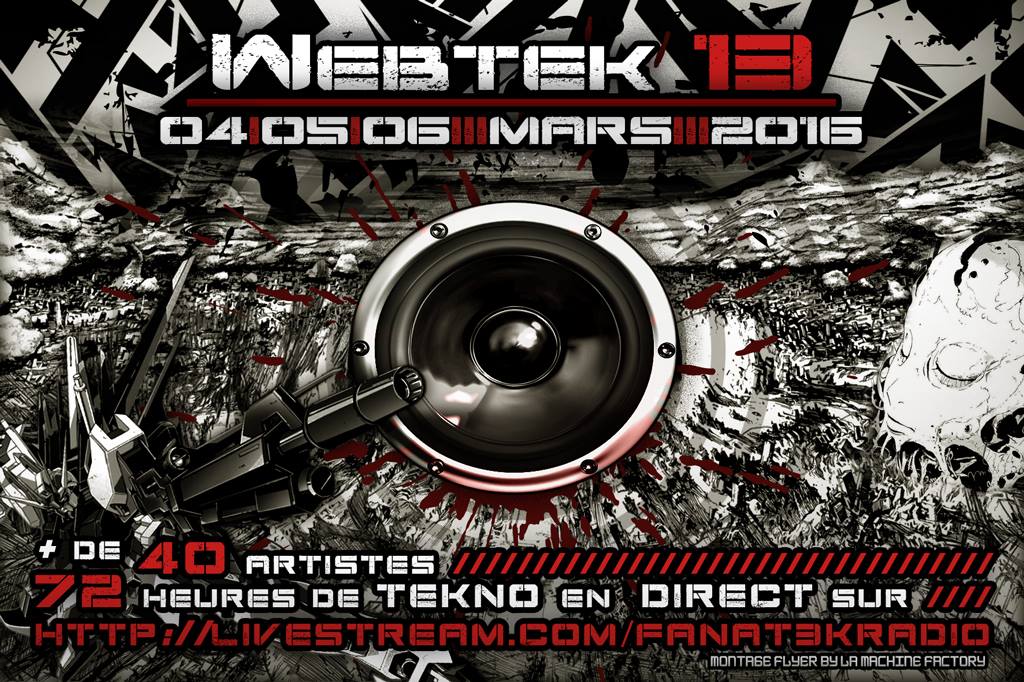 WEBTEK 13
04|05|06|||MARS|||2016
+ DE 40 ARTISTES ////////////////////////////////
72 HEURES DE TEKNO EN DIRECT SUR ////
HTTP://LIVESTREAM.COM/FANAT3KRADIO
MONTAGE FLYER BY LA MACHINE FACTORY